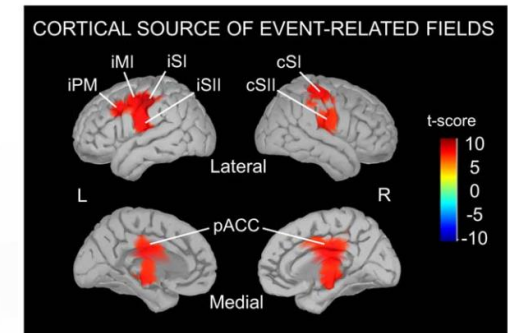 CORTICAL SOURCE OF EVENT-RELATED FIELDS
iMI iSI
iPM iSII
cSI
cSII
t-score
10
5
0
-5
-10
Lateral
L R
pACC
Medial